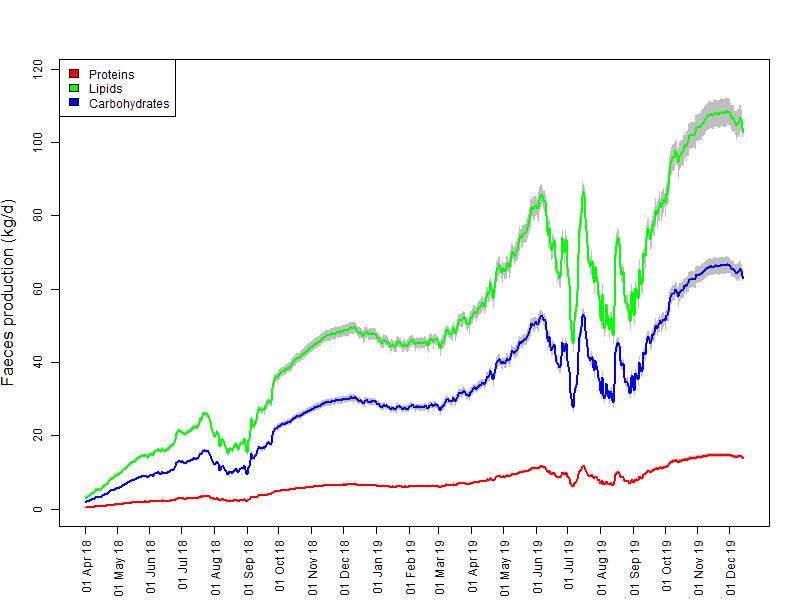 Proteins
Lipids
Carbohydrates
Faeces production (kg/d)
120
100
80
60
40
20
0
01 Apr 18
01 May 18
01 Jun 18
01 Jul 18
01 Aug 18
01 Sep 18
01 Oct 18
01 Nov 18
01 Dec 18
01 Jan 19
01 Feb 19
01 Mar 19
01 Apr 19
01 May 19
01 Jun 19
01 Jul 19
01 Aug 19
01 Sep 19
01 Oct 19
01 Nov 19
01 Dec 19